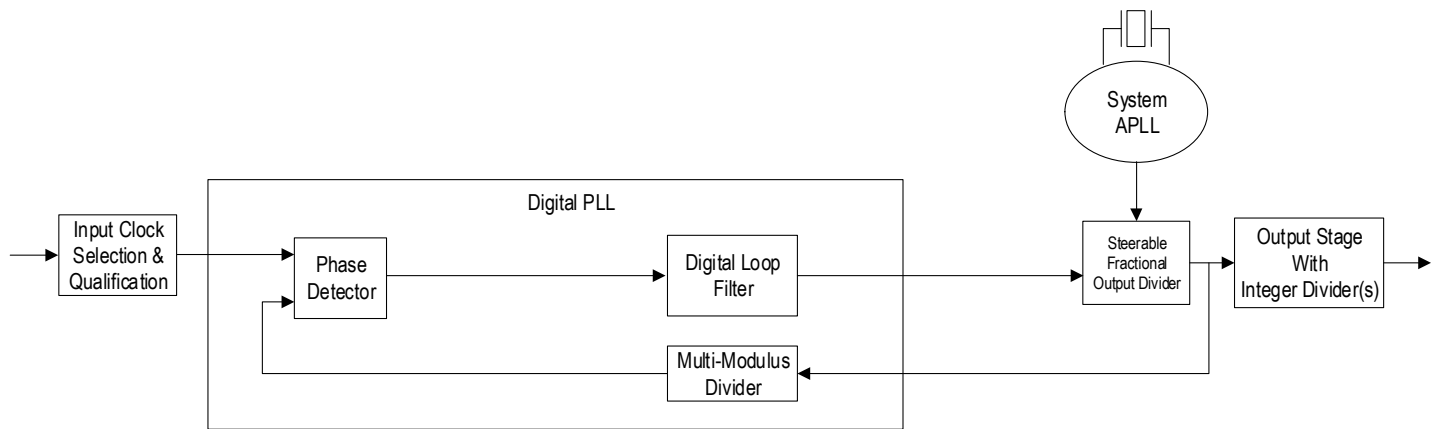 System
APLL
Digital PLL
Input Clock
Selection &
Qualification
Phase
Detector
Digital Loop
Filter
Steerable
Fractional
Output Divider
Output Stage
With
Integer Divider(s)
Multi-Modulus
Divider